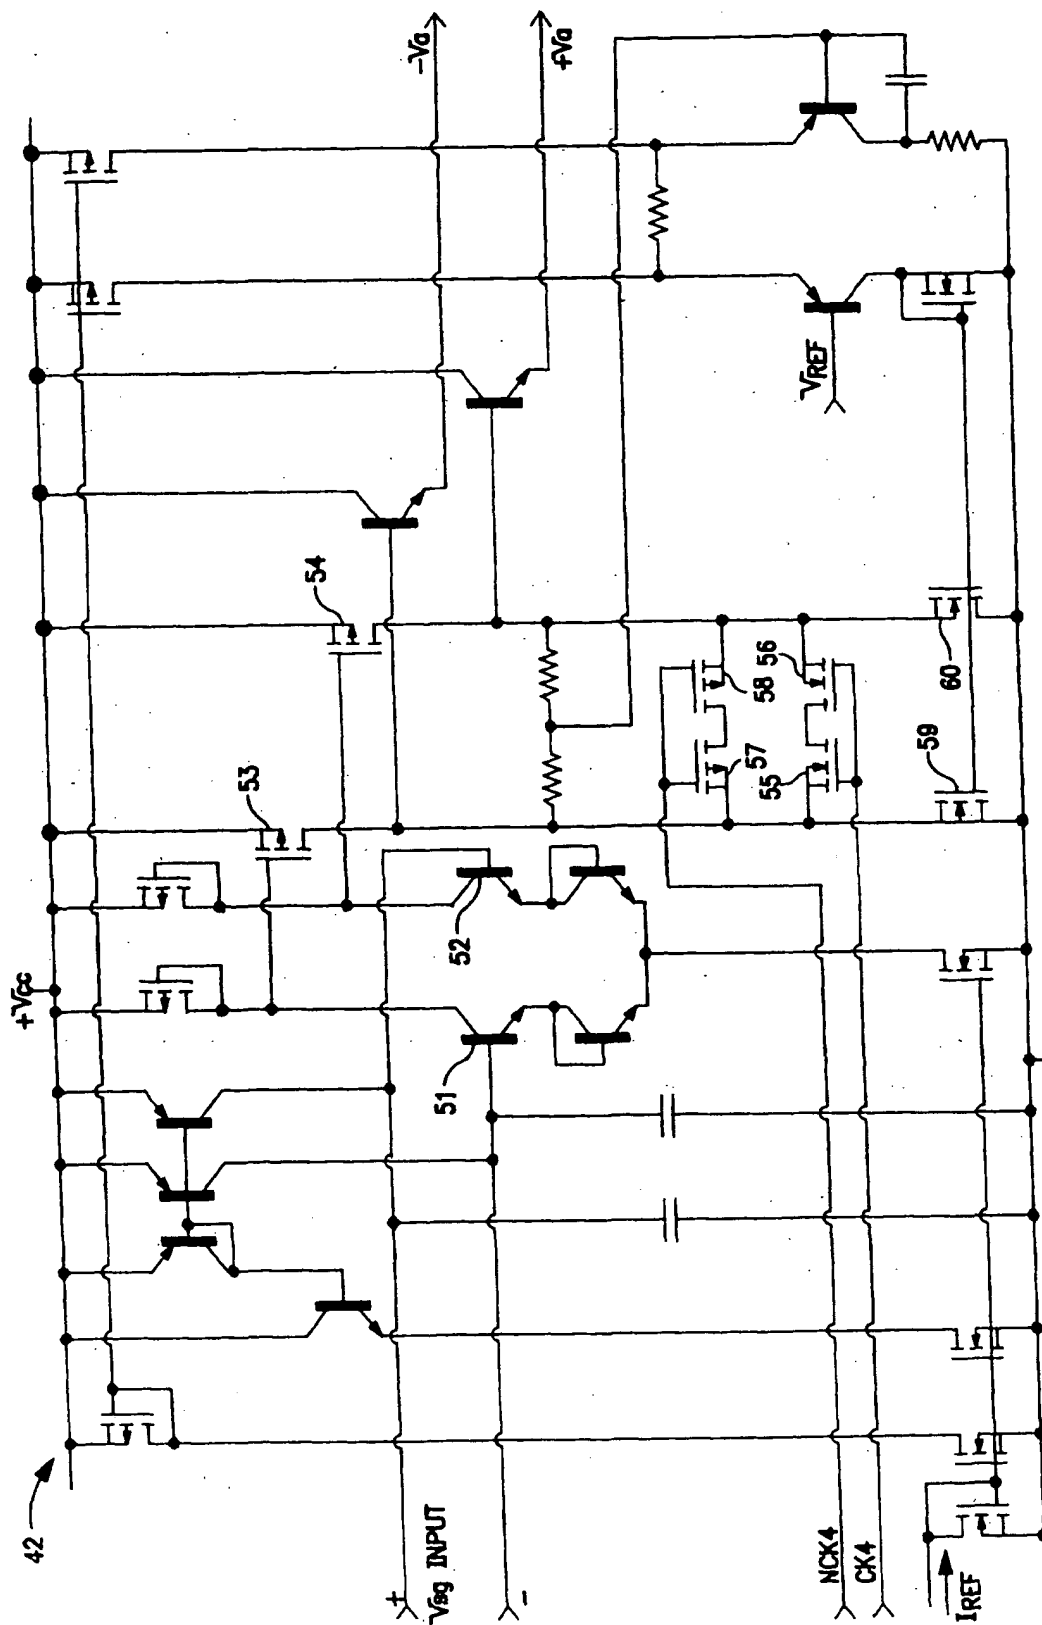 42
+Vcc
-Va
+Va
53
54
51
52
57
58
55
56
59
60
VREF
+
Vsg INPUT
-
NCK4
CK4
IREF